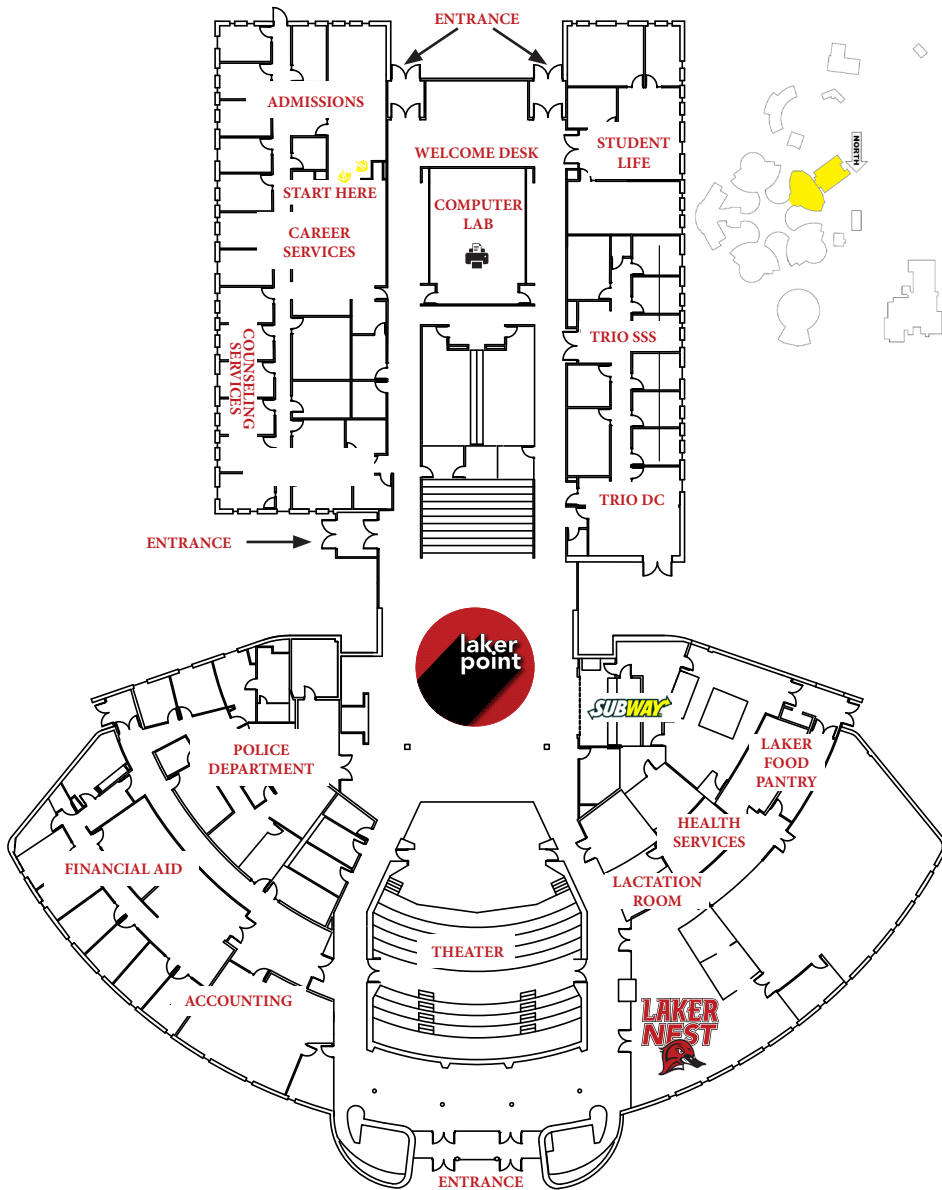 ENTRANCE
ADMISSIONS
WELCOME DESK
STUDENT
LIFE
NORTH
START HERE
COMPUTER
LAB
CAREER
SERVICES
COUNSELING
SERVICES
TRIO SSS
TRIO DC
ENTRANCE
laker
point
SUBWAY
POLICE
DEPARTMENT
LAKER
FOOD
PANTRY
HEALTH
SERVICES
FINANCIAL AID
LACTATION
ROOM
THEATER
ACCOUNTING
LAKER
NEST
ENTRANCE